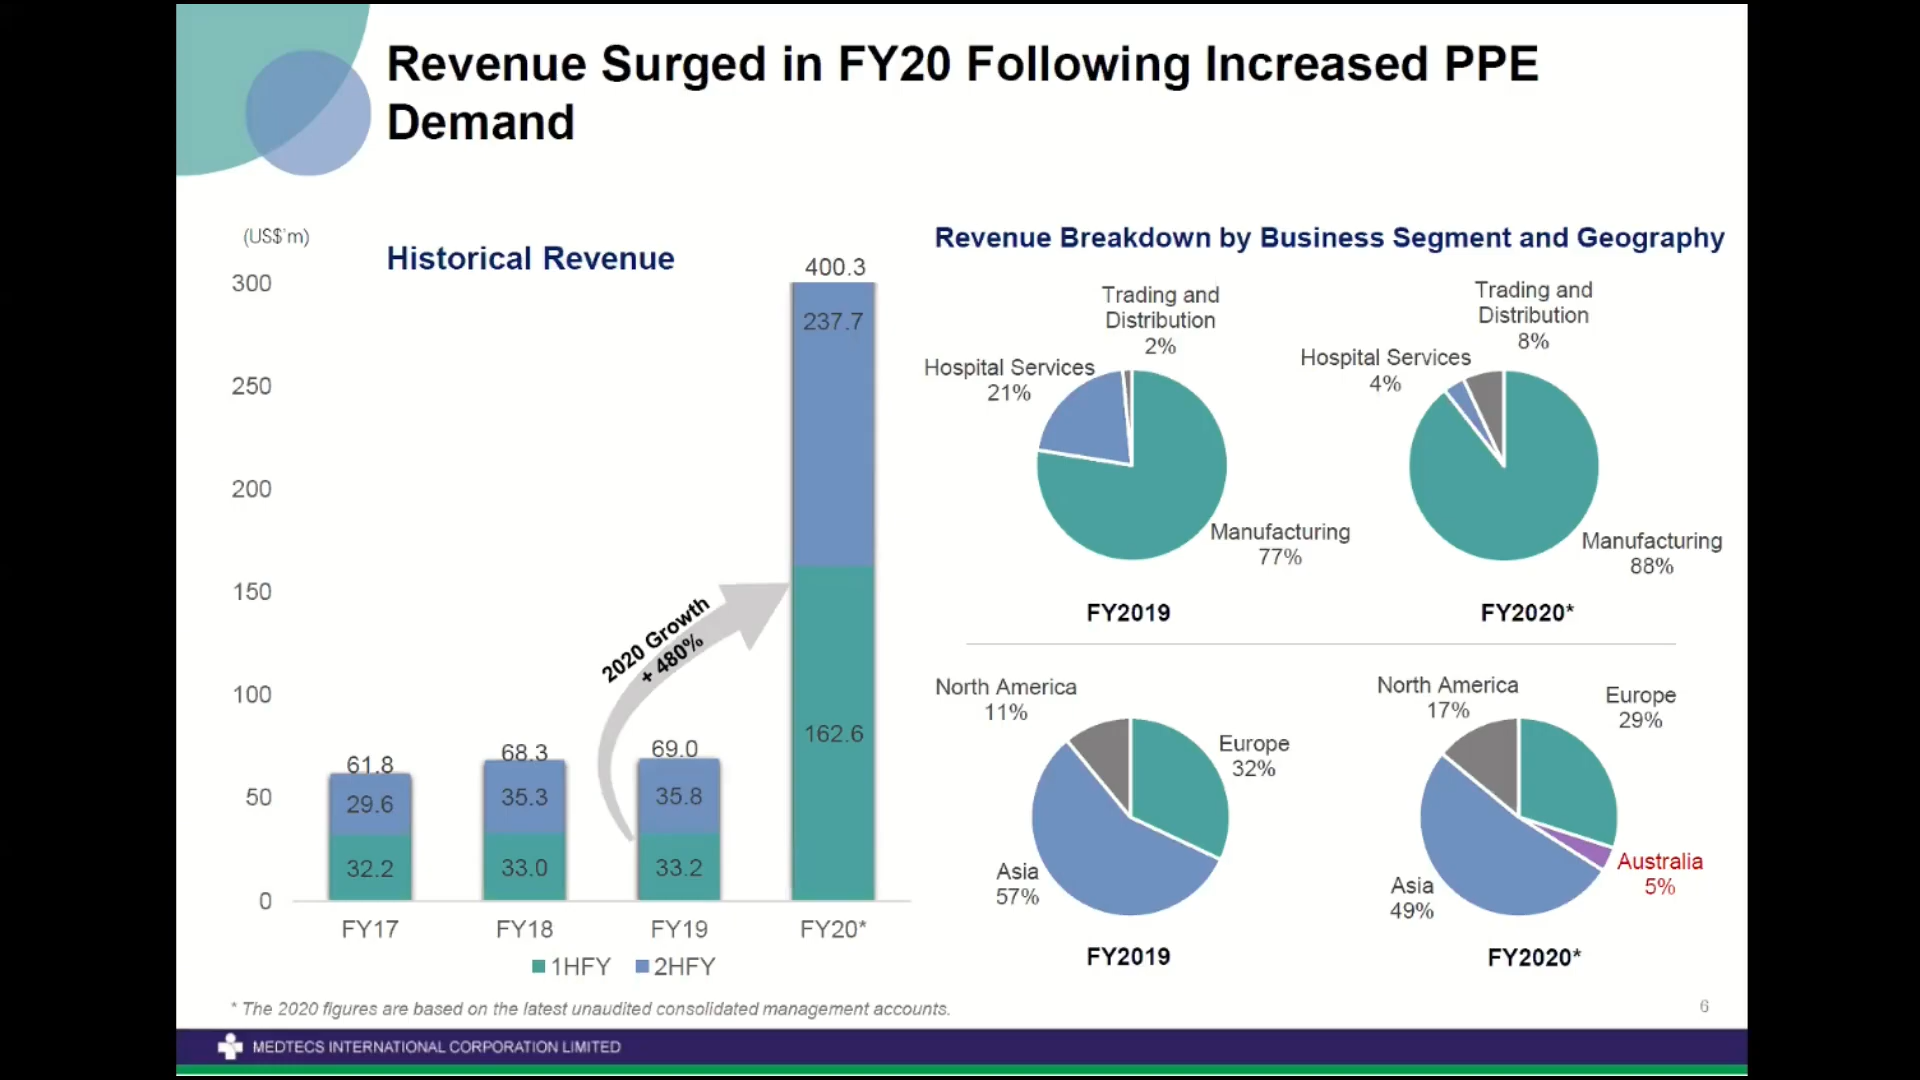 Revenue Surged in FY20 Following Increased PPE
Demand
(US$'m)
Historical Revenue
300
250
200
150
100
50
0
400.3
237.7
162.6
2020 Growth
+ 480%
61.8
29.6
32.2
68.3
35.3
33.0
69.0
35.8
33.2
FY17
FY18
FY19
FY20*
1HFY
2HFY
Revenue Breakdown by Business Segment and Geography
Trading and
Distribution
2%
Hospital Services
21%
Manufacturing
77%
FY2019
Trading and
Distribution
8%
Hospital Services
4%
Manufacturing
88%
FY2020*
North America
11%
Europe
32%
Asia
57%
FY2019
North America
17%
Europe
29%
Australia
5%
Asia
49%
FY2020*
* The 2020 figures are based on the latest unaudited consolidated management accounts.
6
MEDTECS INTERNATIONAL CORPORATION LIMITED